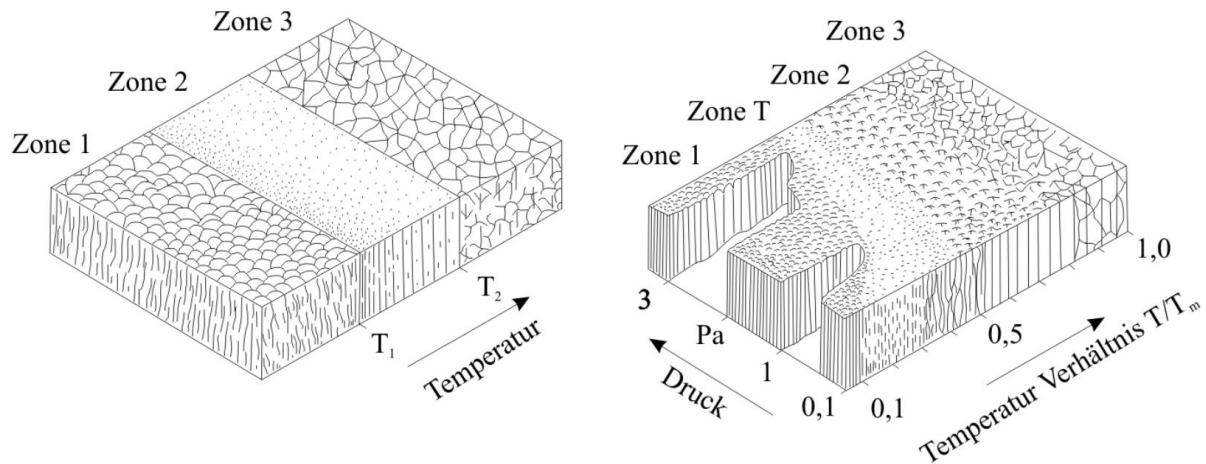 Zone 3
Zone 2
Zone 1
T1
T2
Temperatur
Zone 3
Zone 2
Zone T
Zone 1
3
Pa
1
0,1
Druck
0,1
0,5
1,0
Temperatur Verhältnis T/Tm